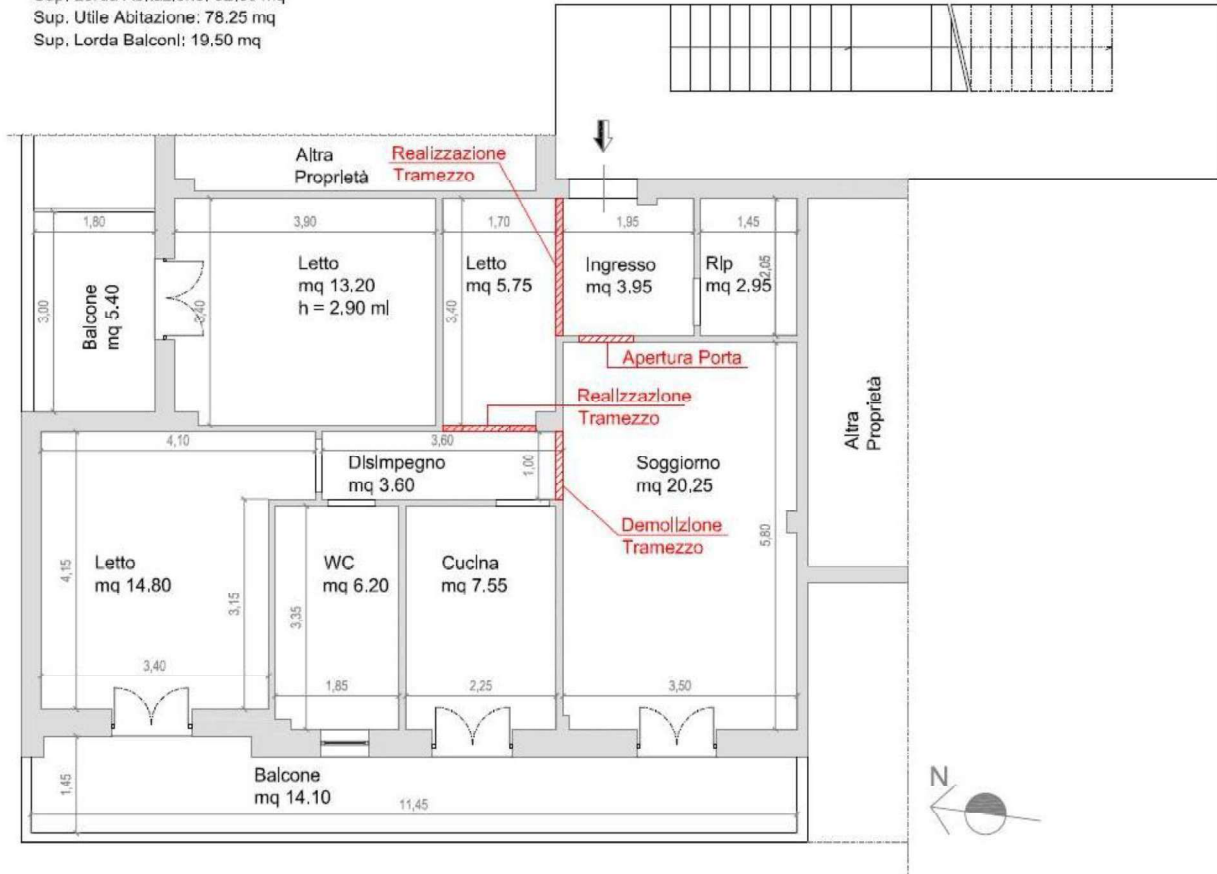 Sup. Utile Abitazione: 78.25 mq
Sup. Lorda Balconi: 19.50 mq
Altra
Proprietà
Realizzazione
Tramezzo
1,80
3,90
1,70
1,95
1,45
Letto
mq 13.20
h = 2.90 ml
Letto
mq 5.75
Ingresso
mq 3.95
Rip
mq 2.95
2,05
3,00
Balcone
mq 5.40
3,40
3,40
Apertura Porta
Realizzazione
Tramezzo
Altra
Proprietà
4,10
3,60
Disimpegno
mq 3.60
1,00
Soggiorno
mq 20,25
Demolizione
Tramezzo
5,80
4,15
Letto
mq 14.80
3,15
WC
mq 6.20
Cucina
mq 7.55
3,35
3,40
1,85
2,25
3,50
1,45
Balcone
mq 14.10
11,45
N